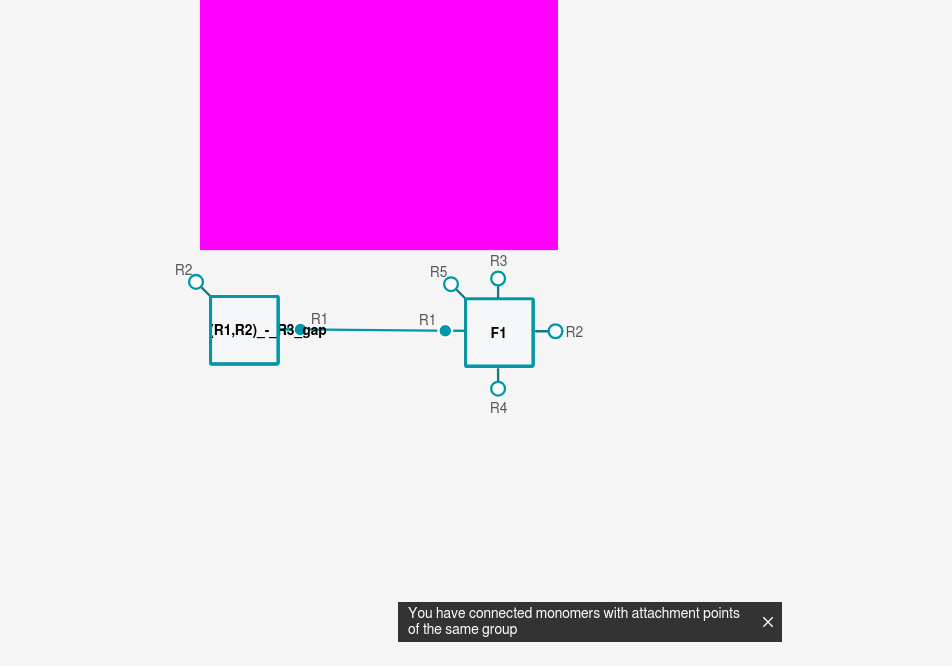 R3
R2
R5
R1
R1
(R1,R2)_-_R3_gap
F1
R2
R4
You have connected monomers with attachment points
of the same group